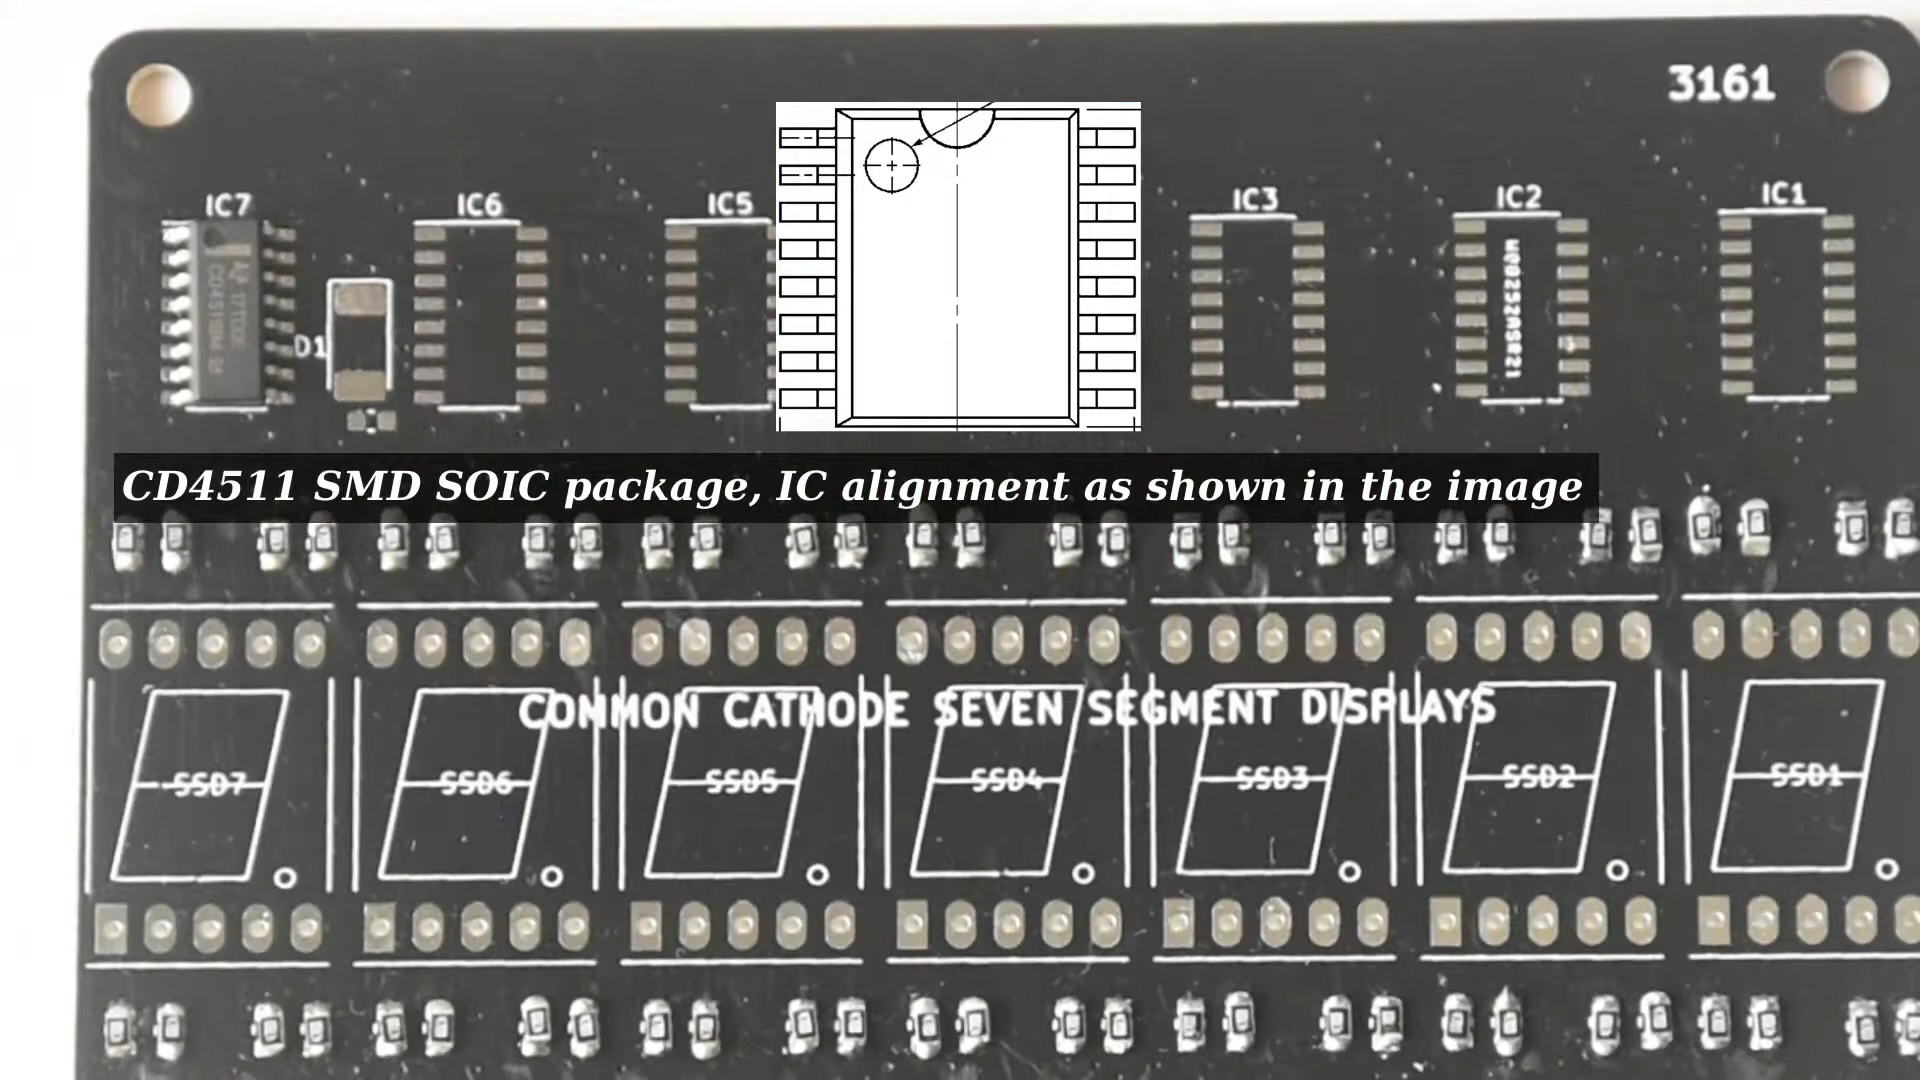 3161
IC7
IC6
IC5
IC3
IC2
IC1
D1
CD4511 SMD SOIC package, IC alignment as shown in the image
COMMON CATHODE SEVEN SEGMENT DISPLAYS
SSD7
SSD6
SSD5
SSD4
SSD3
SSD2
SSD1